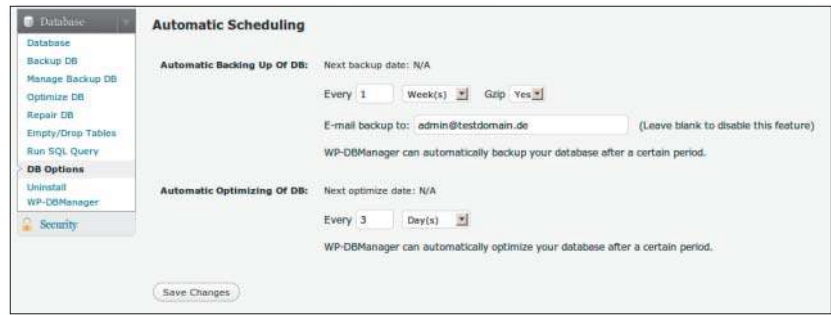 Database
Database
Backup DB
Manage Backup DB
Optimize DB
Repair DB
Empty/Drop Tables
Run SQL Query
DB Options
Uninstall
WP-DBManager
Security
Automatic Scheduling
Automatic Backing Up Of DB: Next backup date: N/A
Every 1 Week(s) Gzip Yes
E-mail backup to: admin@testdomain.de (Leave blank to disable this feature)
WP-DBManager can automatically backup your database after a certain period.
Automatic Optimizing Of DB: Next optimize date: N/A
Every 3 Day(s)
WP-DBManager can automatically optimize your database after a certain period.
Save Changes